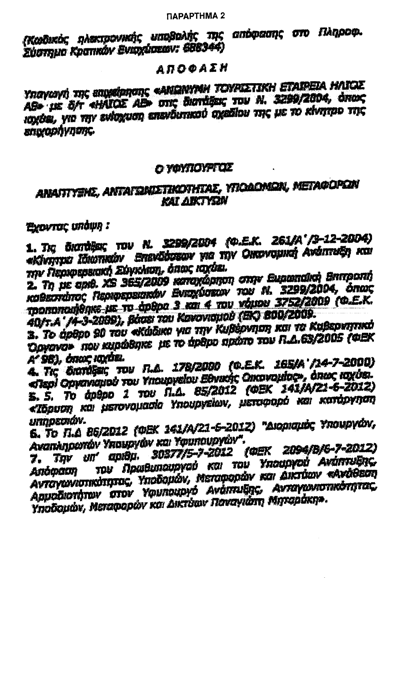 ΠΑΡΑΡΤΗΜΑ 2
(Κωδικός ηλεκτρονικής υποβολής της απόφασης στο Πληροφ.
Σύστημα Κρατικών Ενισχύσεων: 688344)
ΑΠΟΦΑΣΗ
Υπαγωγή της επιχείρησης «ΑΝΩΝΥΜΗ ΤΟΥΡΙΣΤΙΚΗ ΕΤΑΙΡΕΙΑ ΗΛΙΟΣ
ΑΕ» με δ/τ «ΗΛΙΟΣ ΑΕ» στις διατάξεις του Ν. 3299/2004, όπως
ισχύει, για την ενίσχυση επενδυτικού σχεδίου της με το κίνητρο της
επιχορήγησης.
Ο ΥΦΥΠΟΥΡΓΟΣ
ΑΝΑΠΤΥΞΗΣ, ΑΝΤΑΓΩΝΙΣΤΙΚΟΤΗΤΑΣ, ΥΠΟΔΟΜΩΝ, ΜΕΤΑΦΟΡΩΝ
ΚΑΙ ΔΙΚΤΥΩΝ
Έχοντας υπόψη :
1. Τις διατάξεις του Ν. 3299/2004 (Φ.Ε.Κ. 261/Α΄/3-12-2004)
«Κίνητρα Ιδιωτικών Επενδύσεων για την Οικονομική Ανάπτυξη και
την Περιφερειακή Σύγκλιση, όπως ισχύει.
2. Τη με αριθ. XS 365/2009 καταχώρηση στην Ευρωπαϊκή Επιτροπή
καθεστώτος Περιφερειακών Ενισχύσεων του Ν. 3299/2004, όπως
τροποποιήθηκε με το άρθρα 3 και 4 του νόμου 3752/2009 (Φ.Ε.Κ.
40/τ.Α΄/4-3-2009), βάσει του Κανονισμού (ΕΚ) 800/2009.
3. Το άρθρο 90 του «Κώδικα για την Κυβέρνηση και τα Κυβερνητικά
Όργανα» που κυρώθηκε με το άρθρο πρώτο του Π.Δ.63/2005 (ΦΕΚ
Α΄ 98), όπως ισχύει.
4. Τις διατάξεις του Π.Δ. 178/2000 (Φ.Ε.Κ. 165/Α΄/14-7-2000)
«Περί Οργανισμού του Υπουργείου Εθνικής Οικονομίας», όπως ισχύει.
5. 5. Το άρθρο 1 του Π.Δ. 85/2012 (ΦΕΚ 141/Α/21-6-2012)
«Ίδρυση και μετονομασία Υπουργείων, μεταφορά και κατάργηση
υπηρεσιών.
6. Το Π.Δ 86/2012 (ΦΕΚ 141/Α/21-6-2012) "Διορισμός Υπουργών,
Αναπληρωτών Υπουργών και Υφυπουργών".
7. Την υπ' αριθμ. 30377/5-7-2012 (ΦΕΚ 2094/Β/6-7-2012)
Απόφαση του Πρωθυπουργού και του Υπουργού Ανάπτυξης,
Ανταγωνιστικότητας, Υποδομών, Μεταφορών και Δικτύων «Ανάθεση
Αρμοδιοτήτων στον Υφυπουργό Ανάπτυξης, Ανταγωνιστικότητας,
Υποδομών, Μεταφορών και Δικτύων Παναγιώτη Μηταράκη».